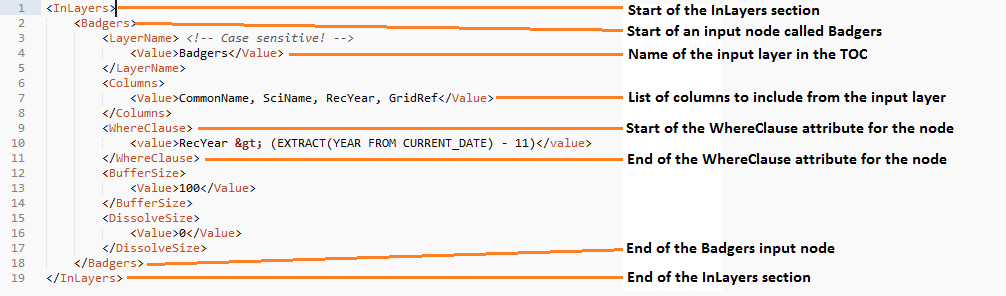 1 <InLayers> Start of the InLayers section
2 <Badgers> Start of an input node called Badgers
3 <LayerName> <!-- Case sensitive! -->
4 <Value>Badgers</Value> Name of the input layer in the TOC
5 </LayerName>
6 <Columns>
7 <Value>CommonName, SciName, RecYear, GridRef</Value> List of columns to include from the input layer
8 </Columns>
9 <WhereClause> Start of the WhereClause attribute for the node
10 <value>RecYear &gt; (EXTRACT(YEAR FROM CURRENT_DATE) - 11)</value>
11 </WhereClause> End of the WhereClause attribute for the node
12 <BufferSize>
13 <Value>100</Value>
14 </BufferSize>
15 <DissolveSize>
16 <Value>0</Value>
17 </DissolveSize> End of the Badgers input node
18 </Badgers>
19 </InLayers> End of the InLayers section